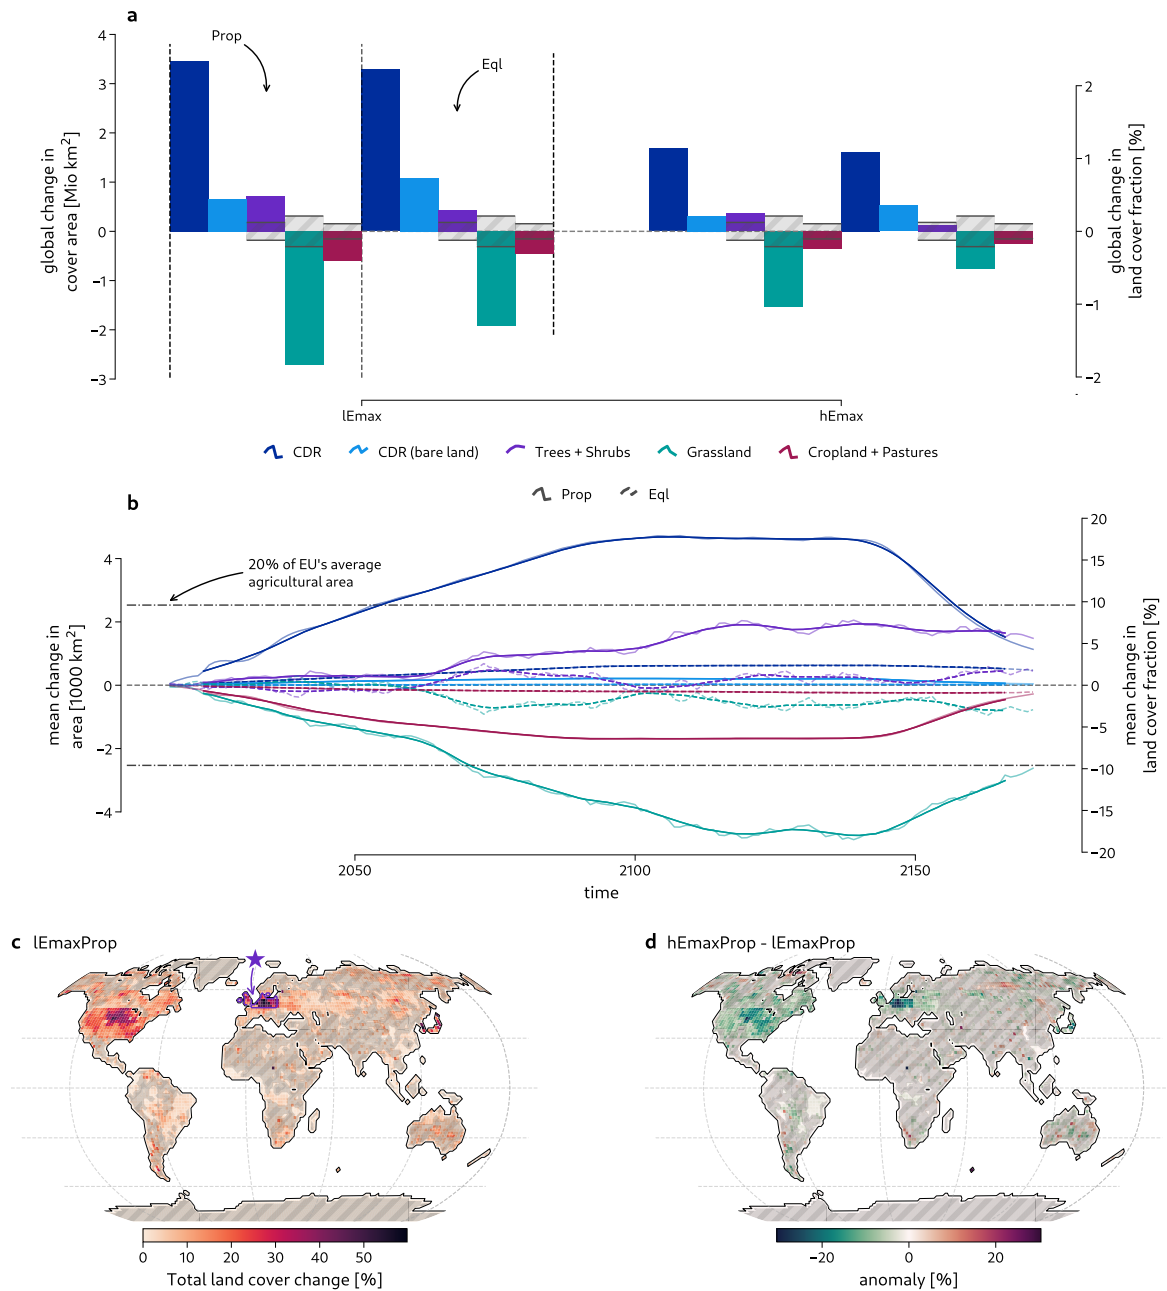 a
4
3
2
1
0
−1
−2
−3
global change in
cover area [Mio km²]
Prop
Eql
2
1
0
−1
−2
global change in
land cover fraction [%]
lEmax
hEmax
CDR
CDR (bare land)
Trees + Shrubs
Grassland
Cropland + Pastures
Prop
Eql
b
4
2
0
−2
−4
mean change in
area [1000 km²]
20% of EU's average
agricultural area
20
15
10
5
0
−5
−10
−15
−20
mean change in
land cover fraction [%]
2050
2100
2150
time
c lEmaxProp
0
10
20
30
40
50
Total land cover change [%]
d hEmaxProp - lEmaxProp
−20
0
20
anomaly [%]